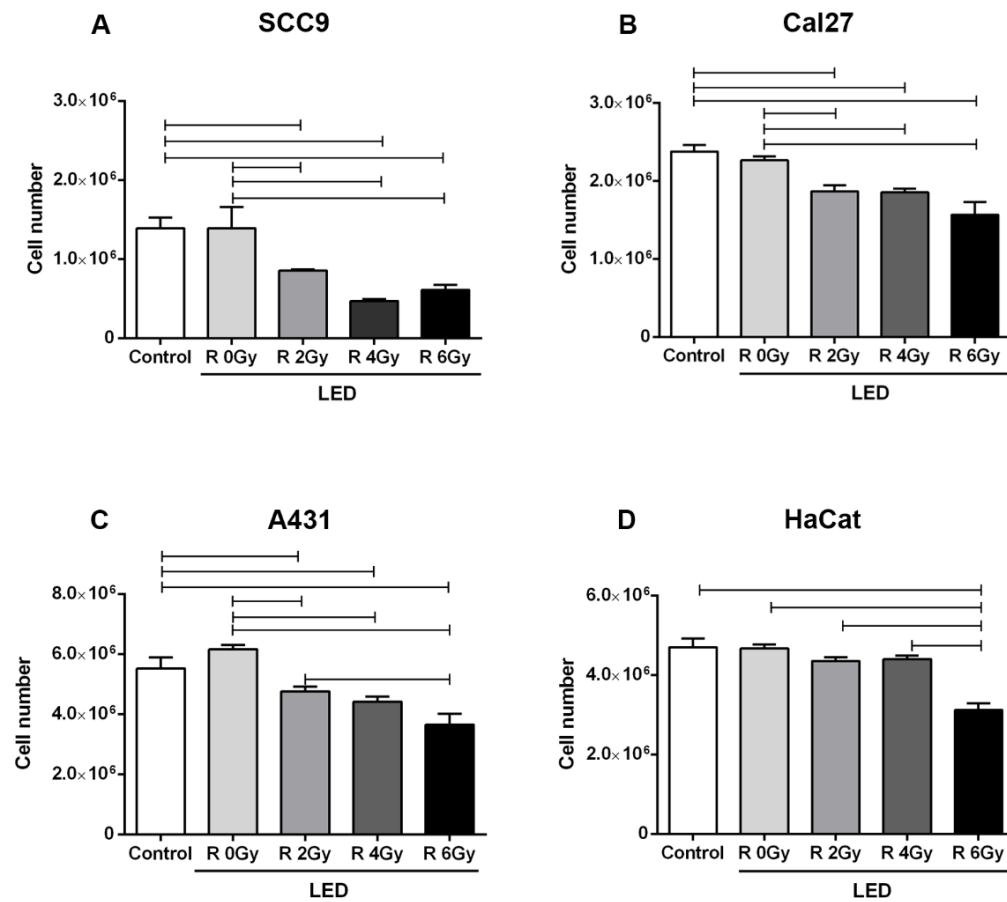 A SCC9
Cell number
3.0×10⁶
2.0×10⁶
1.0×10⁶
0
Control R 0Gy R 2Gy R 4Gy R 6Gy
LED
B Cal27
Cell number
3.0×10⁶
2.0×10⁶
1.0×10⁶
0
Control R 0Gy R 2Gy R 4Gy R 6Gy
LED
C A431
Cell number
8.0×10⁶
6.0×10⁶
4.0×10⁶
2.0×10⁶
0
Control R 0Gy R 2Gy R 4Gy R 6Gy
LED
D HaCat
Cell number
6.0×10⁶
4.0×10⁶
2.0×10⁶
0
Control R 0Gy R 2Gy R 4Gy R 6Gy
LED